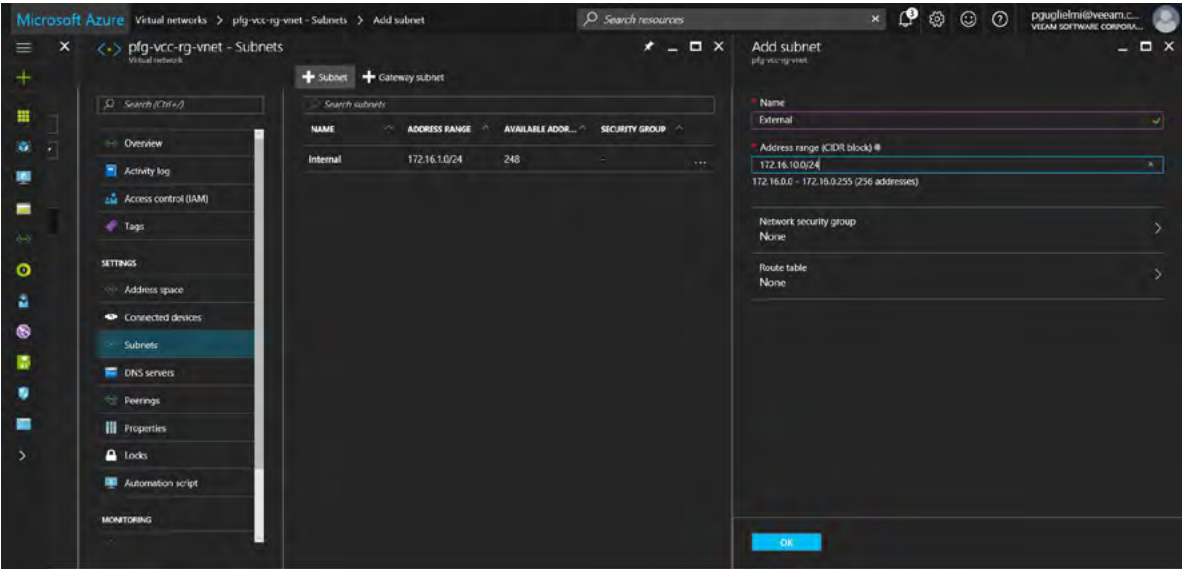 Microsoft Azure Virtual networks > pfg-vcc-rg-vnet - Subnets > Add subnet
Search resources
3
pguglielmi@veeam.c...
VEEAM SOFTWARE CORPORA...
pfg-vcc-rg-vnet - Subnets
Virtual network
Search (Ctrl+/)
Overview
Activity log
Access control (IAM)
Tags
SETTINGS
Address space
Connected devices
Subnets
DNS servers
Peerings
Properties
Locks
Automation script
MONITORING
Subnet
Gateway subnet
Search subnets
NAME ADDRESS RANGE AVAILABLE ADDR... SECURITY GROUP
Internal 172.16.1.0/24 248 - ...
Add subnet
pfg-vcc-rg-vnet
* Name
External
* Address range (CIDR block)
172.16.10.0/24
172.16.0.0 - 172.16.0.255 (256 addresses)
Network security group
None
Route table
None
OK